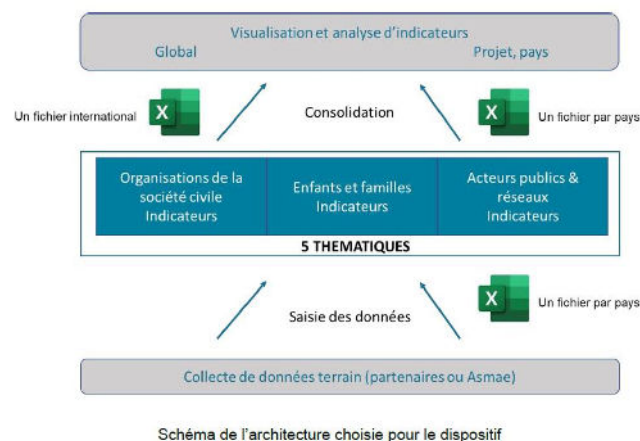 Visualisation et analyse d'indicateurs
Global
Projet, pays
Un fichier international
X
Consolidation
X
Un fichier par pays
Organisations de la
société civile
Indicateurs
Enfants et familles
Indicateurs
Acteurs publics &
réseaux
Indicateurs
5 THEMATIQUES
Saisie des données
X
Un fichier par pays
Collecte de données terrain (partenaires ou Asmae)
Schéma de l'architecture choisie pour le dispositif